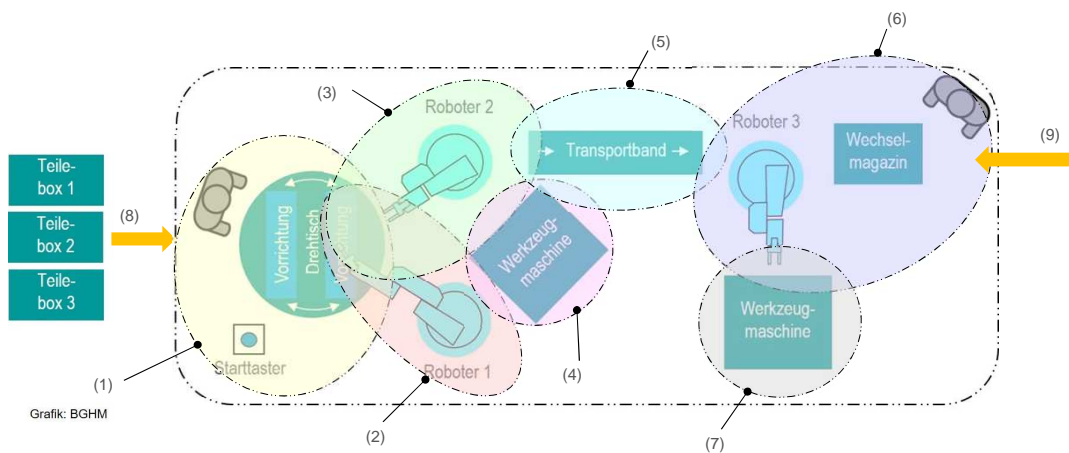 (6)
(5)
(3)
Roboter 2
Roboter 3
Wechsel-
magazin
Transportband
(9)
Teile-
box 1
(8)
Teile-
box 2
Teile-
box 3
Vorrichtung
Drehtisch
Werkzeug-
maschine
Werkzeug-
maschine
Starttaster
Roboter 1
(1)
(4)
(2)
(7)
Grafik: BGHM